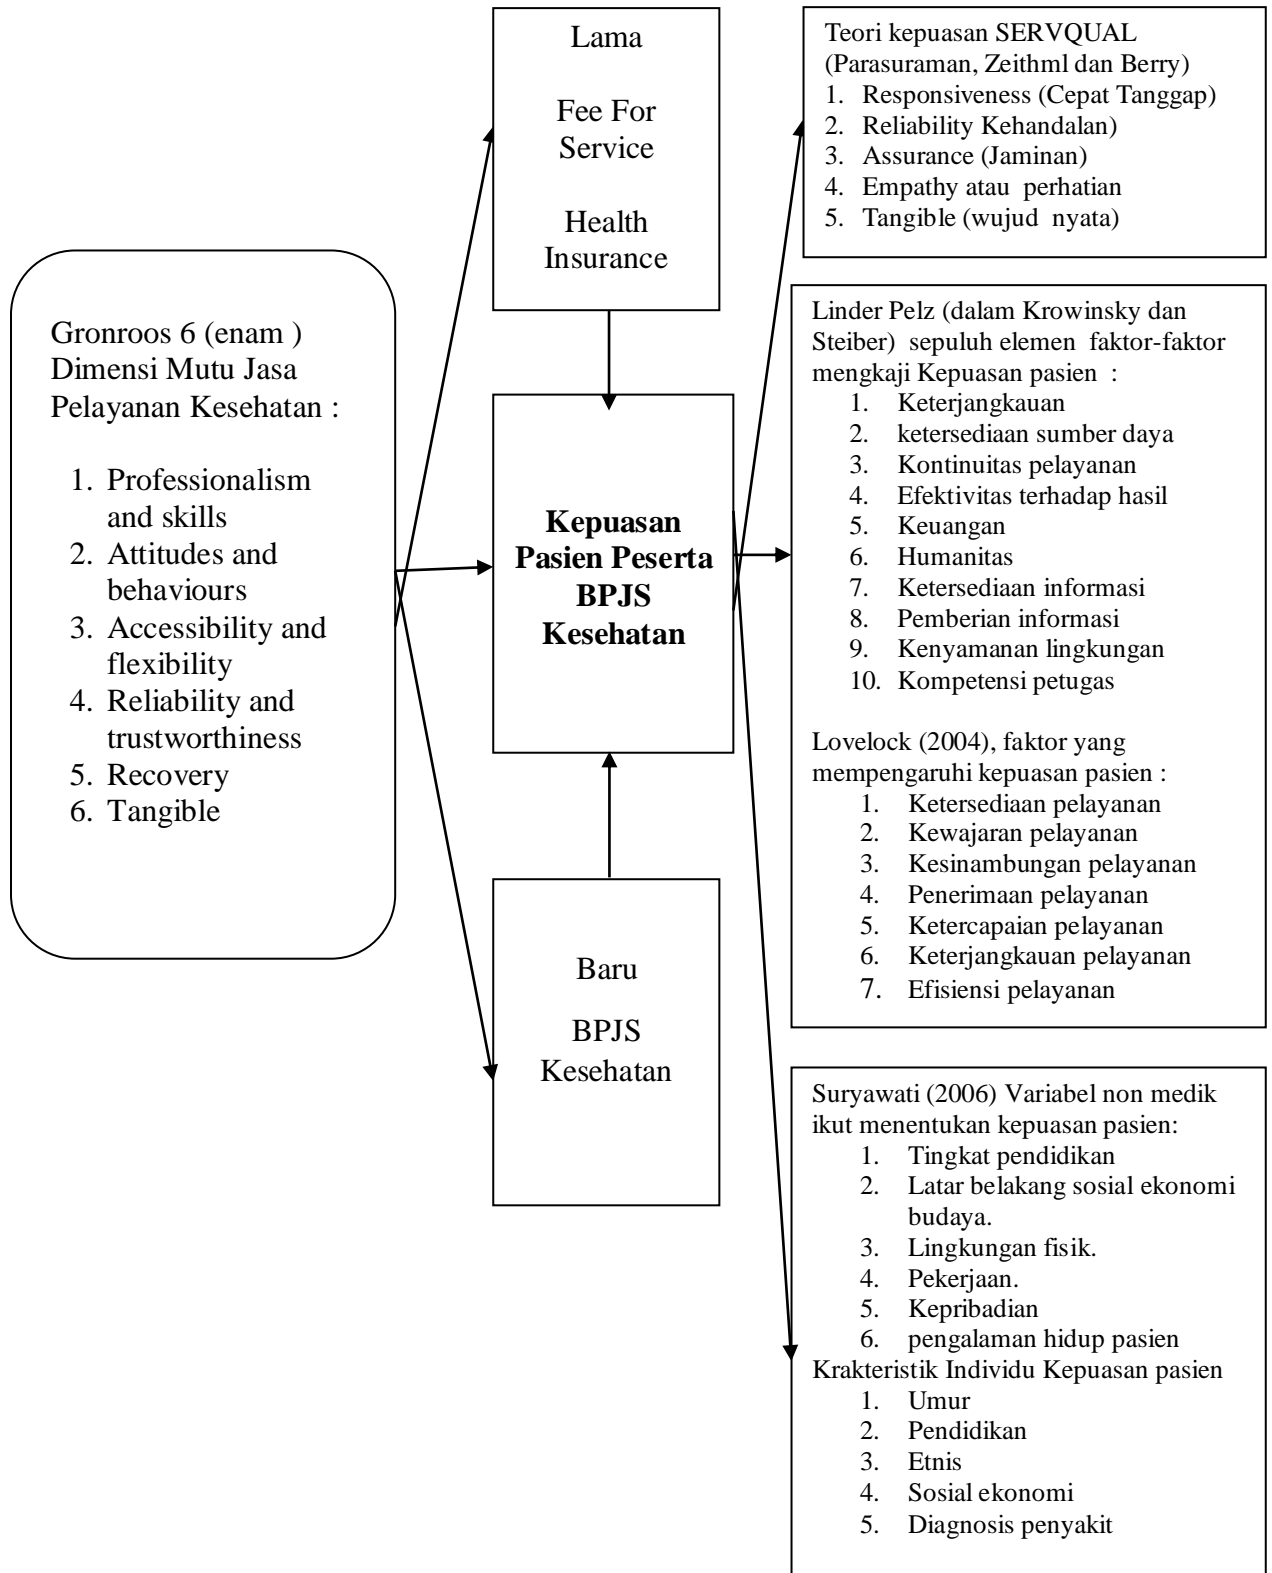 Gronroos 6 (enam )
Dimensi Mutu Jasa
Pelayanan Kesehatan :
1. Professionalism
and skills
2. Attitudes and
behaviours
3. Accessibility and
flexibility
4. Reliability and
trustworthiness
5. Recovery
6. Tangible
Lama
Fee For
Service
Health
Insurance
Kepuasan
Pasien Peserta
BPJS
Kesehatan
Baru
BPJS
Kesehatan
Teori kepuasan SERVQUAL
(Parasuraman, Zeithml dan Berry)
1. Responsiveness (Cepat Tanggap)
2. Reliability Kehandalan)
3. Assurance (Jaminan)
4. Empathy atau perhatian
5. Tangible (wujud nyata)
Linder Pelz (dalam Krowinsky dan
Steiber) sepuluh elemen faktor-faktor
mengkaji Kepuasan pasien :
1. Keterjangkauan
2. ketersediaan sumber daya
3. Kontinuitas pelayanan
4. Efektivitas terhadap hasil
5. Keuangan
6. Humanitas
7. Ketersediaan informasi
8. Pemberian informasi
9. Kenyamanan lingkungan
10. Kompetensi petugas
Lovelock (2004), faktor yang
mempengaruhi kepuasan pasien :
1. Ketersediaan pelayanan
2. Kewajaran pelayanan
3. Kesinambungan pelayanan
4. Penerimaan pelayanan
5. Ketercapaian pelayanan
6. Keterjangkauan pelayanan
7. Efisiensi pelayanan
Suryawati (2006) Variabel non medik
ikut menentukan kepuasan pasien:
1. Tingkat pendidikan
2. Latar belakang sosial ekonomi
budaya.
3. Lingkungan fisik.
4. Pekerjaan.
5. Kepribadian
6. pengalaman hidup pasien
Krakteristik Individu Kepuasan pasien
1. Umur
2. Pendidikan
3. Etnis
4. Sosial ekonomi
5. Diagnosis penyakit